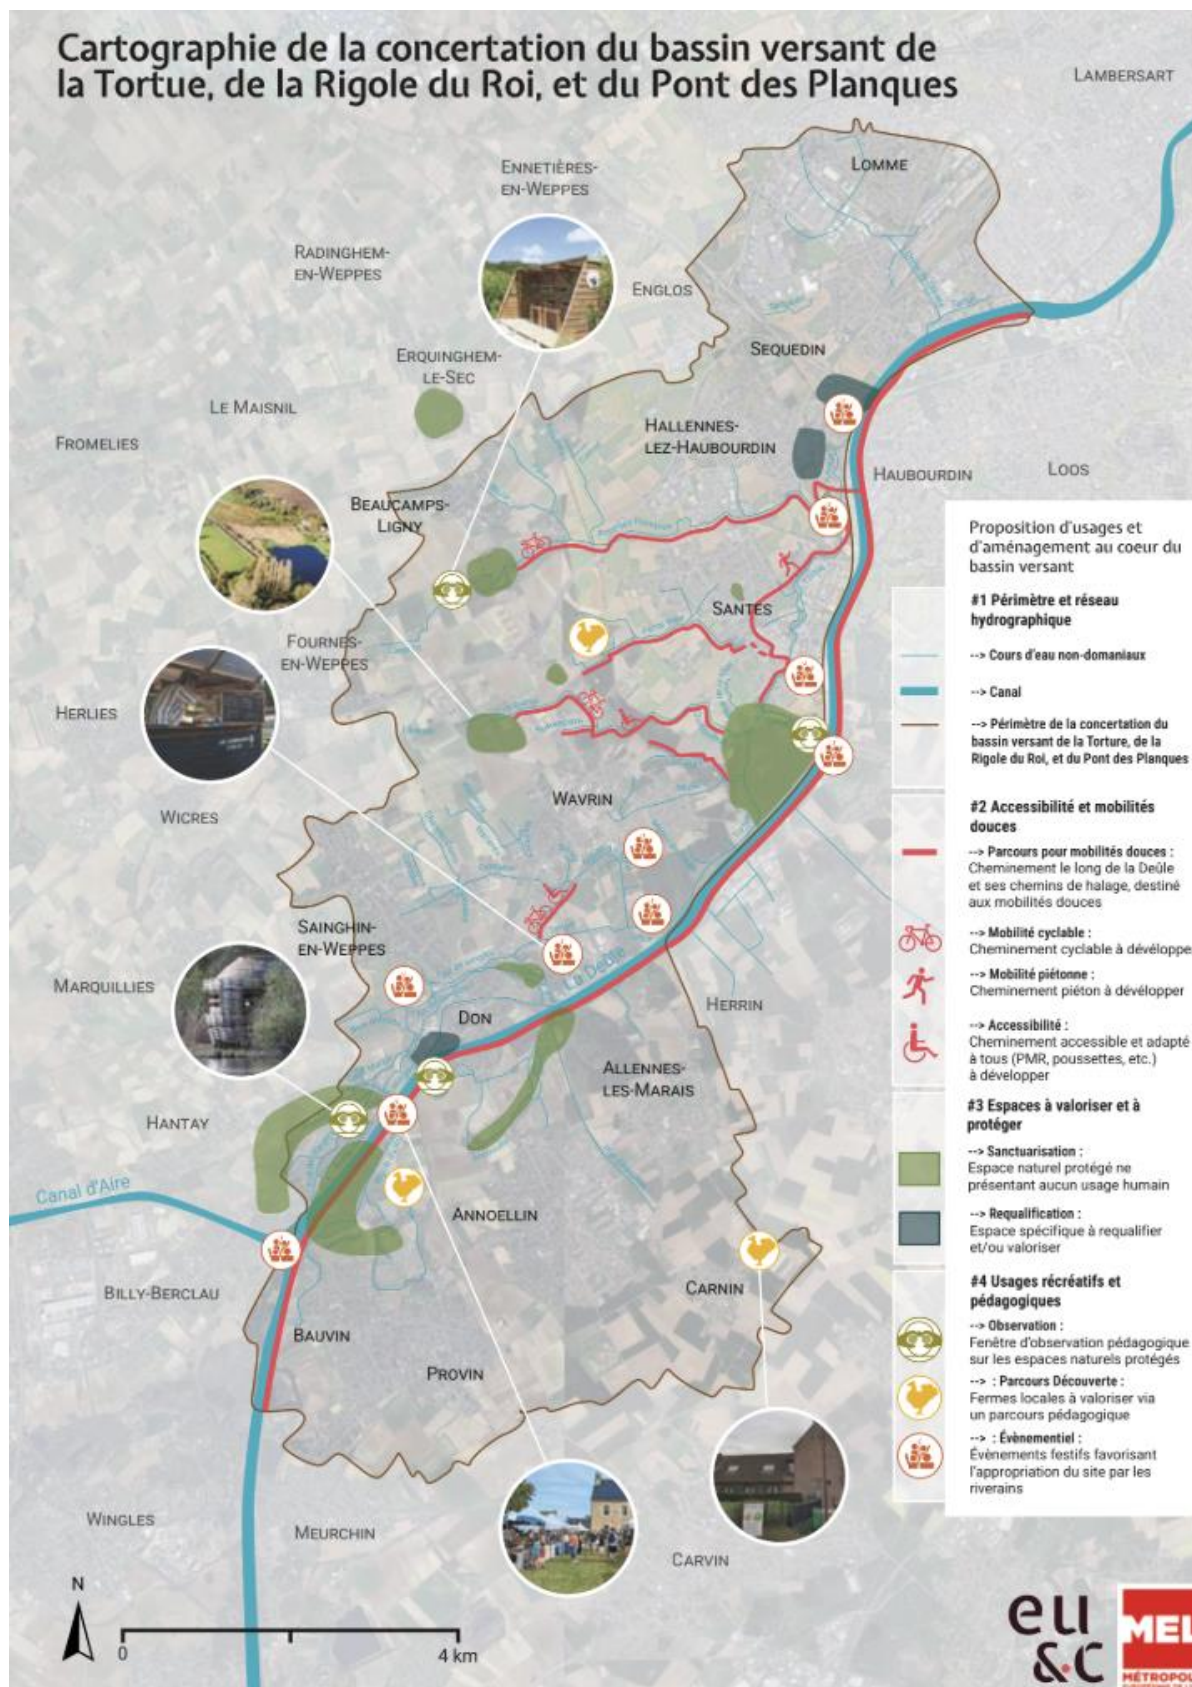 Cartographie de la concertation du bassin versant de
la Tortue, de la Rigole du Roi, et du Pont des Planques
LAMBERSART
LOMME
ENNETIÈRES-
EN-WEPPES
RADINGHEM-
EN-WEPPES
ENGLOS
SEQUEDIN
ERQUINGHEM-
LE-SEC
LE MAISNIL
FROMELIES
HALLENNES-
LEZ-HAUBOURDIN
HAUBOURDIN
LOOS
BEAUCAMPS-
LIGNY
SANTES
FOURNES-
EN-WEPPES
HERLIES
WICRES
WAVRIN
SAINGHIN-
EN-WEPPES
La Deûle
MARQUILLIES
DON
HERRIN
ALLENNES-
LES-MARAIS
HANTAY
Canal d'Aire
ANNOELLIN
BILLY-BERCLAU
CARNIN
BAUVIN
PROVIN
WINGLES
MEURCHIN
CARVIN
N
0
4 km
Proposition d'usages et
d'aménagement au coeur du
bassin versant
#1 Périmètre et réseau
hydrographique
--> Cours d'eau non-domaniaux
--> Canal
--> Périmètre de la concertation du
bassin versant de la Torture, de la
Rigole du Roi, et du Pont des Planques
#2 Accessibilité et mobilités
douces
--> Parcours pour mobilités douces :
Cheminement le long de la Deûle
et ses chemins de halage, destiné
aux mobilités douces
--> Mobilité cyclable :
Cheminement cyclable à dévéloppe
--> Mobilité piétonne :
Cheminement piéton à dévélopper
--> Accessibilité :
Cheminement accessible et adapté
à tous (PMR, poussettes, etc.)
à développer
#3 Espaces à valoriser et à
protéger
--> Sanctuarisation :
Espace naturel protégé ne
présentant aucun usage humain
--> Requalification :
Espace spécifique à requalifier
et/ou valoriser
#4 Usages récréatifs et
pédagogiques
--> Observation :
Fenêtre d'observation pédagogique
sur les espaces naturels protégés
--> : Parcours Découverte :
Fermes locales à valoriser via
un parcours pédagogique
--> : Évènementiel :
Évènements festifs favorisant
l'appropriation du site par les
riverains
eu
&c
MEL
MÉTROPOL